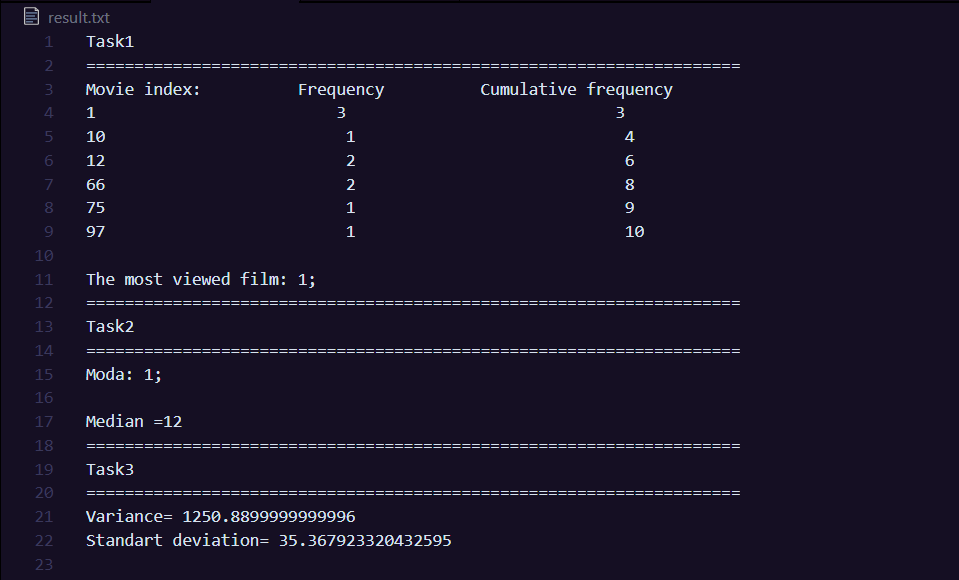 result.txt
1 Task1
2 ====================================================================
3 Movie index: Frequency Cumulative frequency
4 1 3 3
5 10 1 4
6 12 2 6
7 66 2 8
8 75 1 9
9 97 1 10
10
11 The most viewed film: 1;
12 ====================================================================
13 Task2
14 ====================================================================
15 Moda: 1;
16
17 Median =12
18 ====================================================================
19 Task3
20 ====================================================================
21 Variance= 1250.8899999999996
22 Standart deviation= 35.367923320432595
23